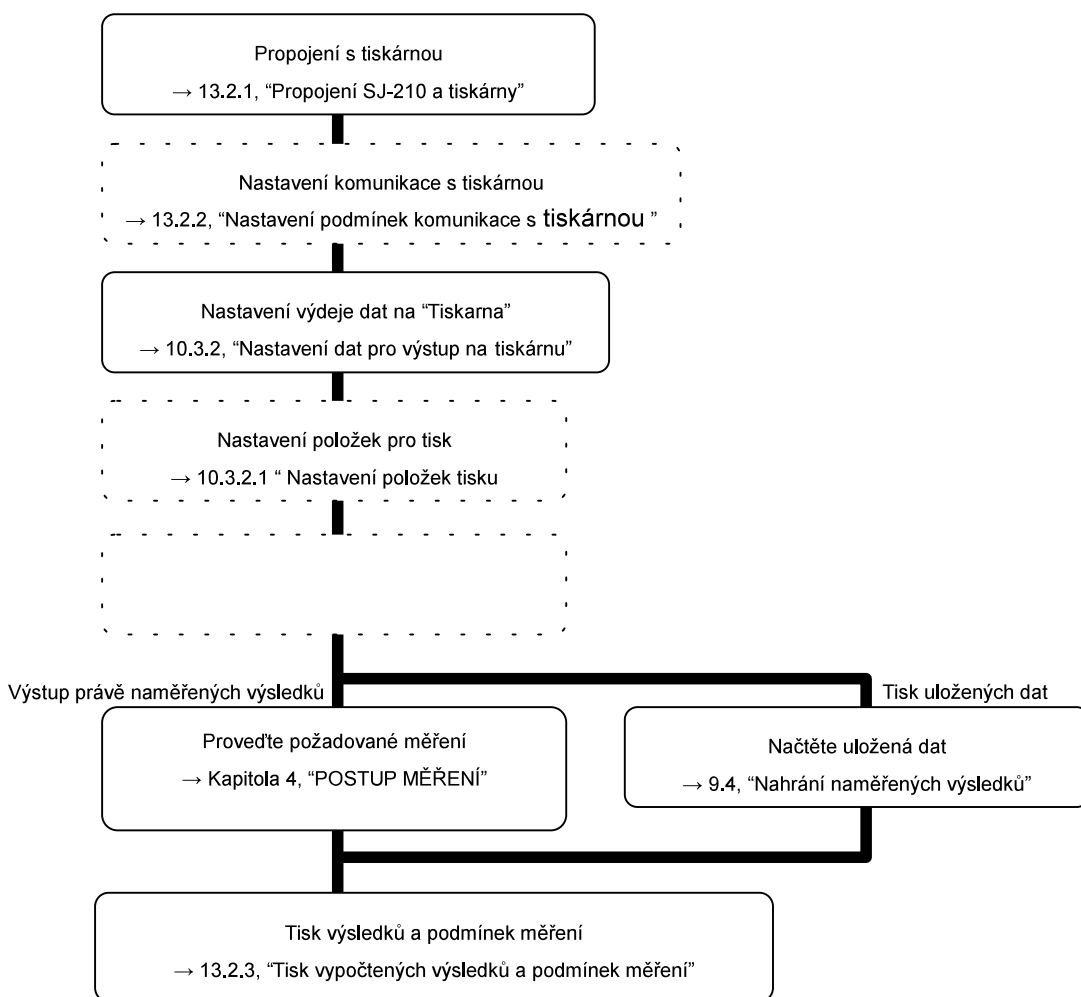 Propojení s tiskárnou
→ 13.2.1, “Propojení SJ-210 a tiskárny”
Nastavení komunikace s tiskárnou
→ 13.2.2, “Nastavení podmínek komunikace s tiskárnou ”
Nastavení výdeje dat na “Tiskarna”
→ 10.3.2, “Nastavení dat pro výstup na tiskárnu”
Nastavení položek pro tisk
→ 10.3.2.1 “ Nastavení položek tisku
Výstup právě naměřených výsledků
Tisk uložených dat
Proveďte požadované měření
→ Kapitola 4, “POSTUP MĚŘENÍ”
Načtěte uložená dat
→ 9.4, “Nahrání naměřených výsledků”
Tisk výsledků a podmínek měření
→ 13.2.3, “Tisk vypočtených výsledků a podmínek měření”